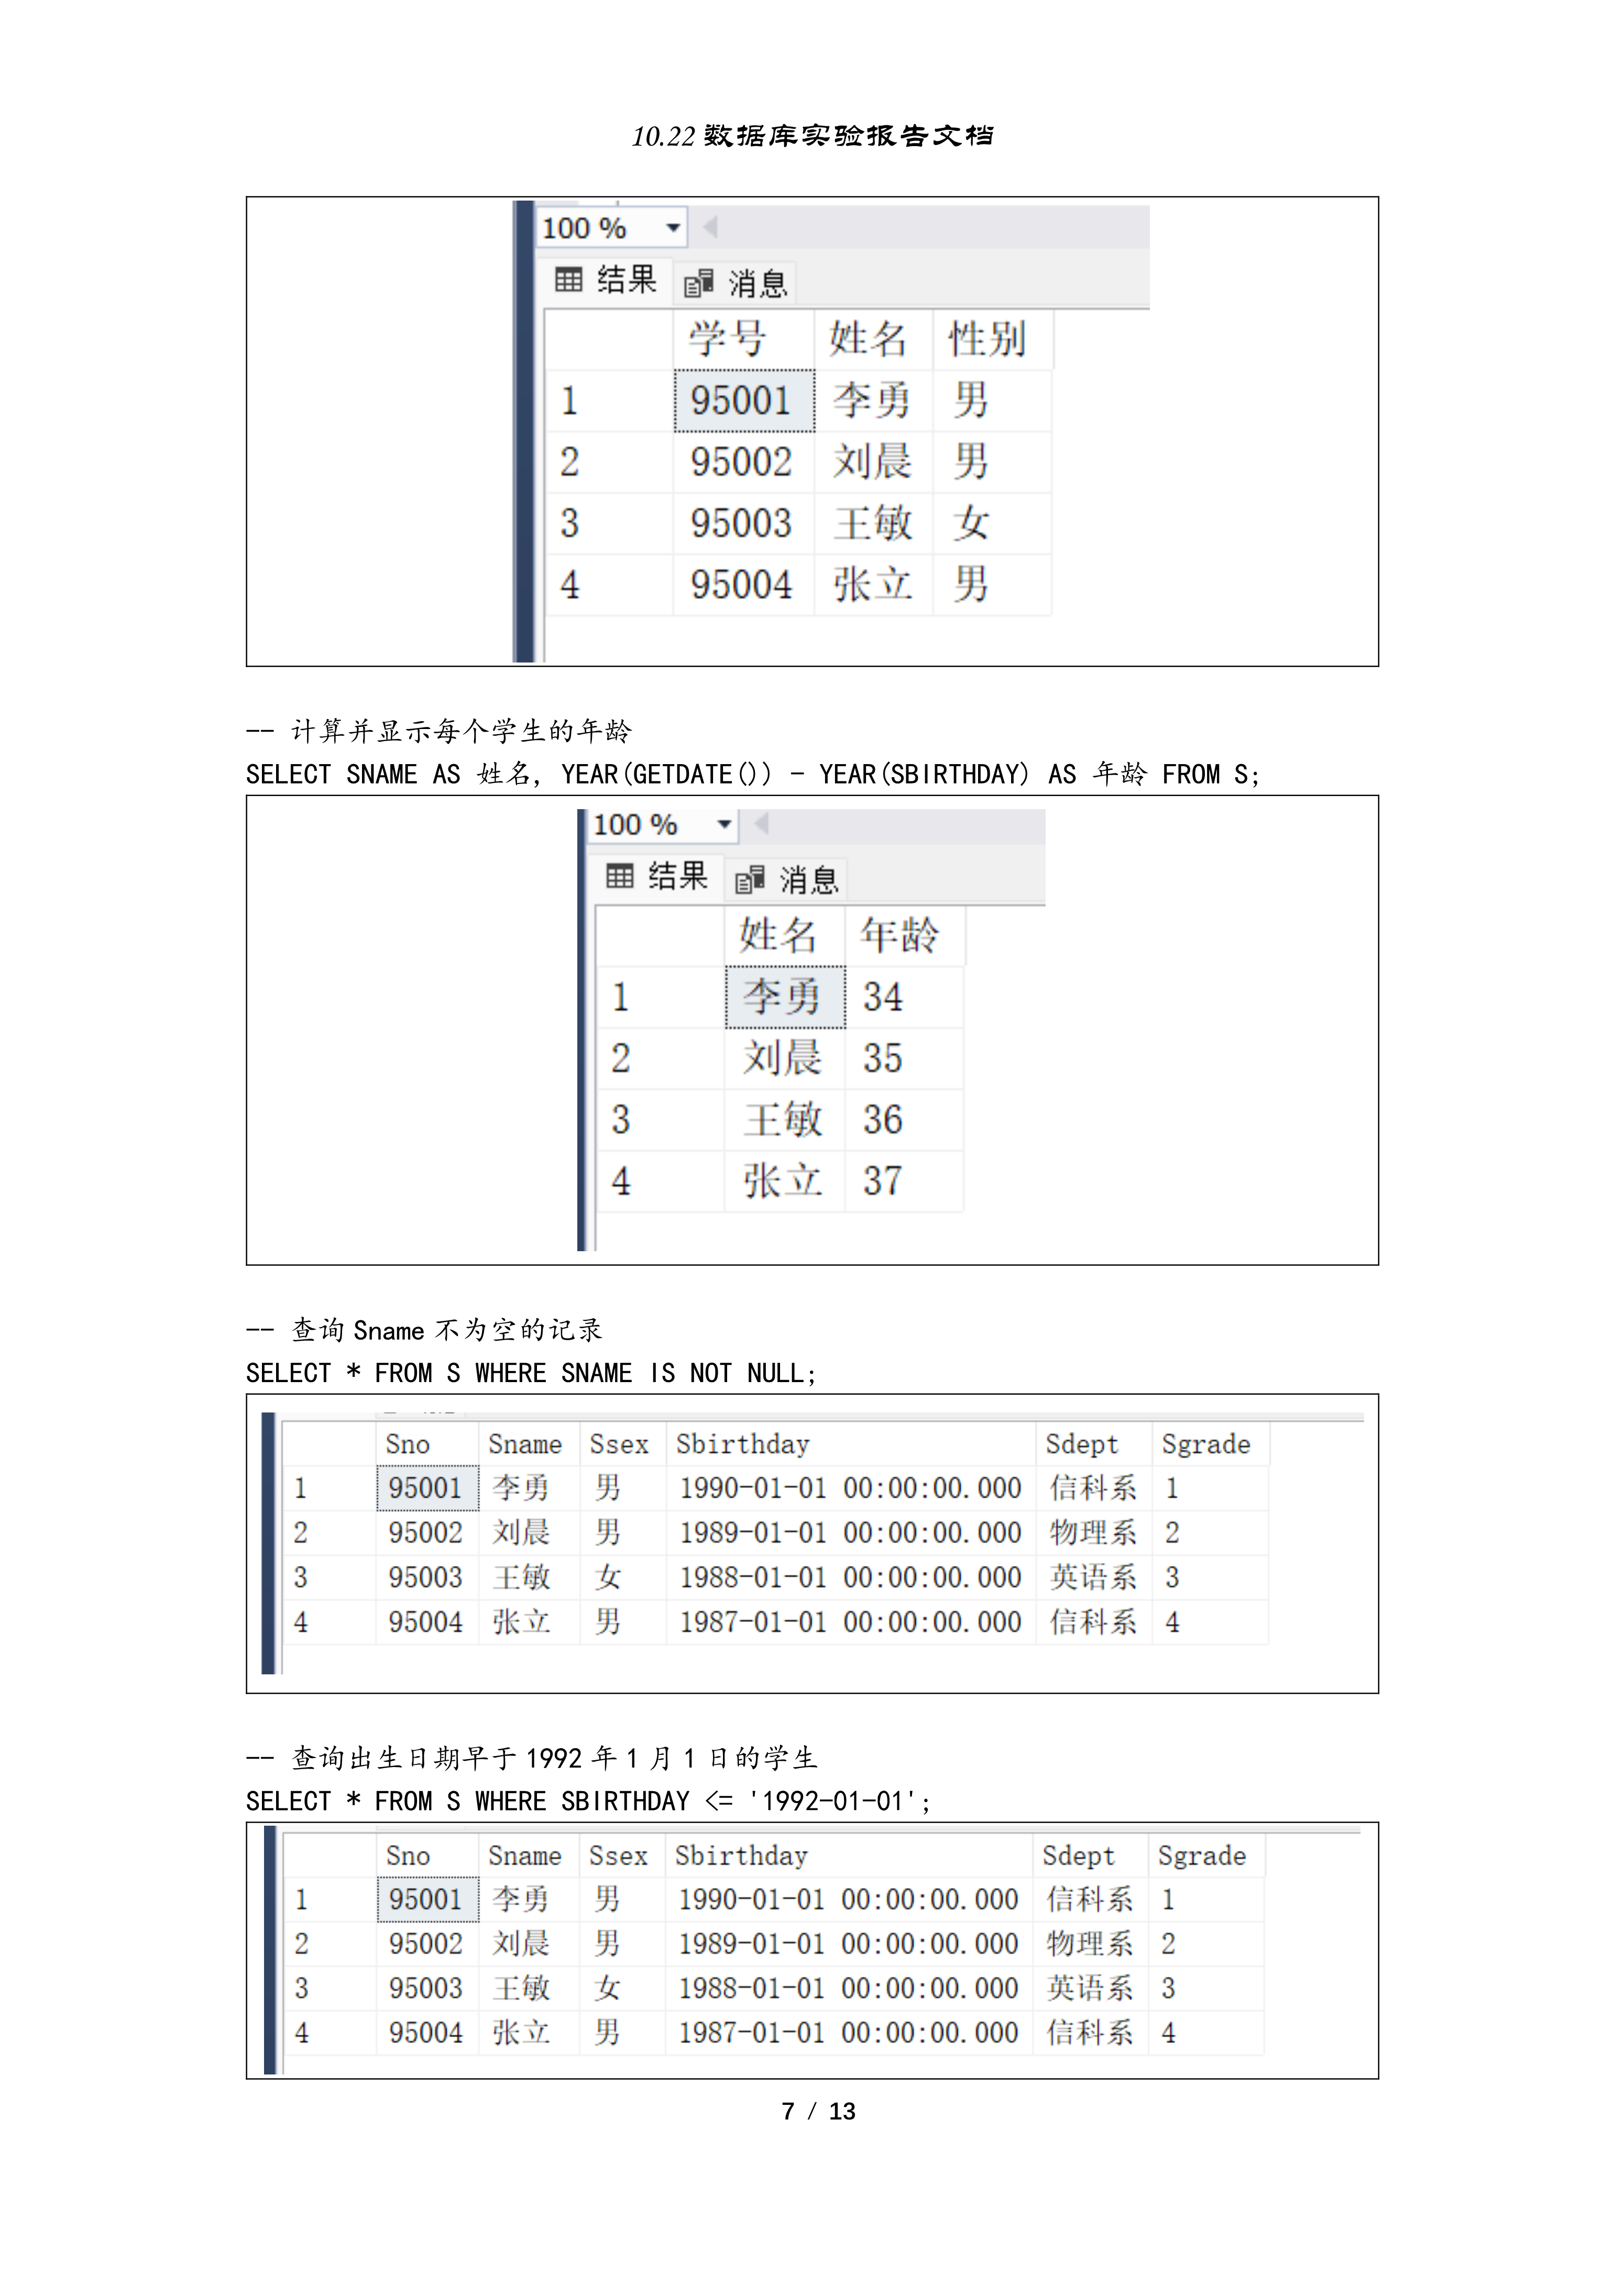 10.22 数据库实验报告文档
100 %
结果 消息
学号 姓名 性别
1 95001 李勇 男
2 95002 刘晨 男
3 95003 王敏 女
4 95004 张立 男
-- 计算并显示每个学生的年龄
SELECT SNAME AS 姓名, YEAR(GETDATE()) - YEAR(SBIRTHDAY) AS 年龄 FROM S;
100 %
结果 消息
姓名 年龄
1 李勇 34
2 刘晨 35
3 王敏 36
4 张立 37
-- 查询 Sname 不为空的记录
SELECT * FROM S WHERE SNAME IS NOT NULL;
Sno Sname Ssex Sbirthday Sdept Sgrade
1 95001 李勇 男 1990-01-01 00:00:00.000 信科系 1
2 95002 刘晨 男 1989-01-01 00:00:00.000 物理系 2
3 95003 王敏 女 1988-01-01 00:00:00.000 英语系 3
4 95004 张立 男 1987-01-01 00:00:00.000 信科系 4
-- 查询出生日期早于 1992 年 1 月 1 日的学生
SELECT * FROM S WHERE SBIRTHDAY <= '1992-01-01';
Sno Sname Ssex Sbirthday Sdept Sgrade
1 95001 李勇 男 1990-01-01 00:00:00.000 信科系 1
2 95002 刘晨 男 1989-01-01 00:00:00.000 物理系 2
3 95003 王敏 女 1988-01-01 00:00:00.000 英语系 3
4 95004 张立 男 1987-01-01 00:00:00.000 信科系 4
7 / 13